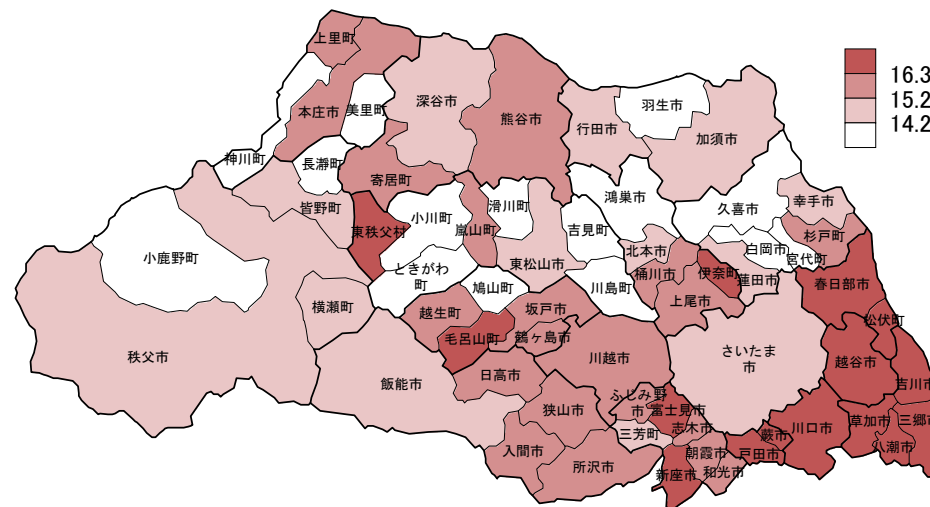 上里町
16.3
15.2
14.2
深谷市
羽生市
本庄市
美里町
熊谷市
行田市
加須市
神川町
長瀞町
寄居町
鴻巣市
幸手市
皆野町
滑川町
久喜市
小川町
吉見町
東秩父村
嵐山町
杉戸町
北本市
白岡市
宮代町
小鹿野町
東松山市
ときがわ
町
桶川市
伊奈町
蓮田市
春日部市
鳩山町
川島町
横瀬町
上尾市
越生町
坂戸市
松伏町
毛呂山町
鶴ヶ島市
さいたま
市
秩父市
川越市
越谷市
飯能市
日高市
吉川市
ふじみ野
市
狭山市
富士見市
志木市
三芳町
蕨市
川口市
草加市
三郷市
入間市
朝霞市
戸田市
八潮市
所沢市
新座市
和光市